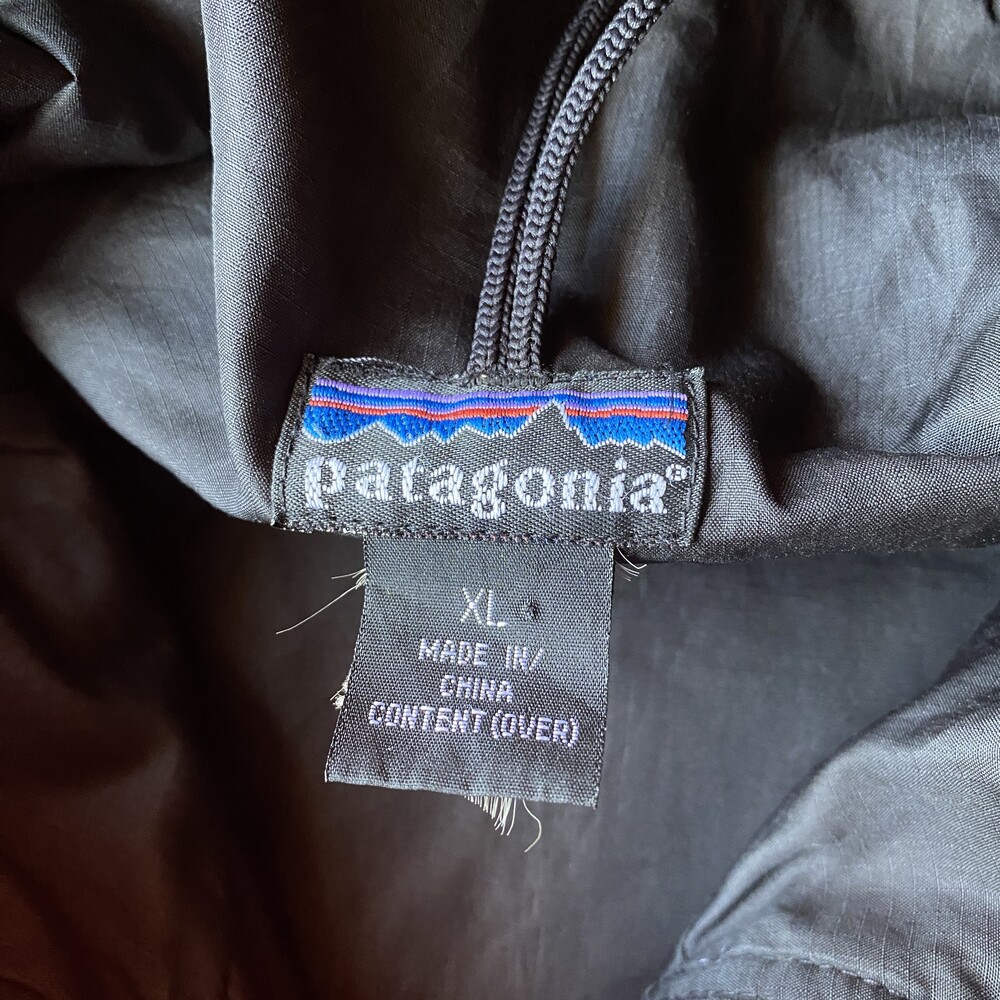 patagonia®
XL
MADE IN/
CHINA
CONTENT (OVER)